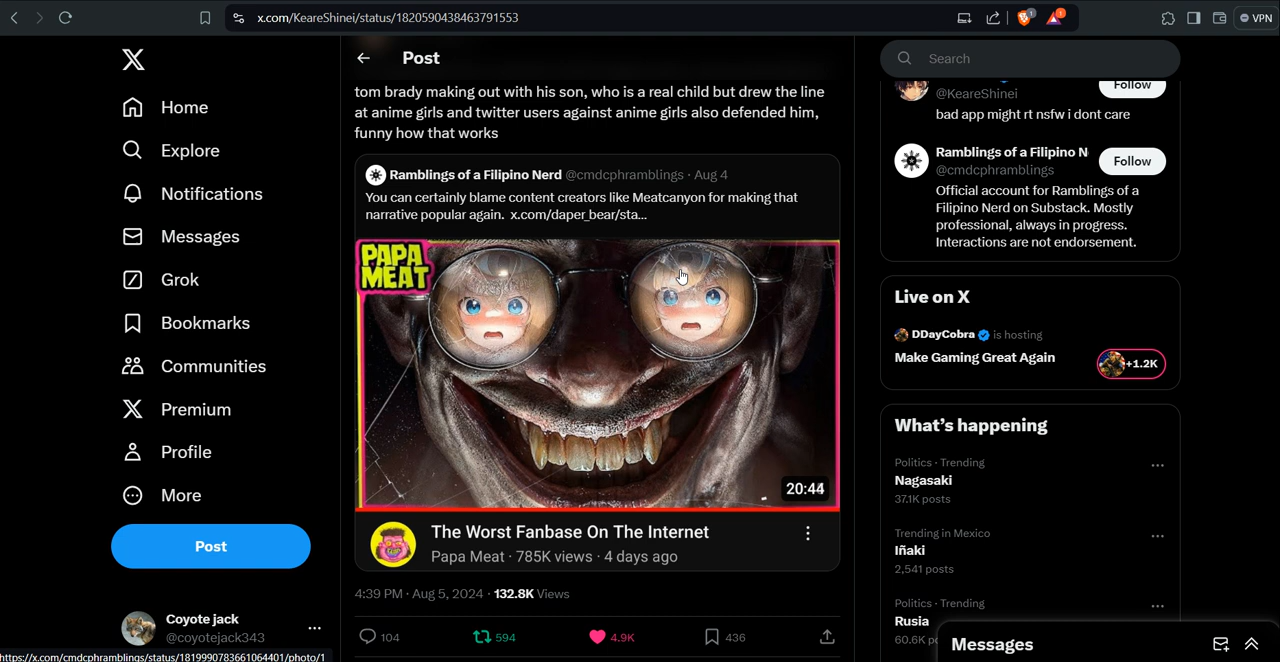 x.com/KeareShinei/status/1820590438463791553
1
1
VPN
Home
Explore
Notifications
Messages
Grok
Bookmarks
Communities
Premium
Profile
More
Post
Coyote jack
@coyotejack343
https://x.com/cmdcphramblings/status/1819990783661064401/photo/1
Post
tom brady making out with his son, who is a real child but drew the line
at anime girls and twitter users against anime girls also defended him,
funny how that works
Ramblings of a Filipino Nerd @cmdcphramblings · Aug 4
You can certainly blame content creators like Meatcanyon for making that
narrative popular again. x.com/daper_bear/sta...
PAPA
MEAT
20:44
The Worst Fanbase On The Internet
Papa Meat · 785K views · 4 days ago
4:39 PM · Aug 5, 2024 · 132.8K Views
104
594
4.9K
436
Search
@KeareShinei
Follow
bad app might rt nsfw i dont care
Ramblings of a Filipino N
@cmdcphramblings
Follow
Official account for Ramblings of a
Filipino Nerd on Substack. Mostly
professional, always in progress.
Interactions are not endorsement.
Live on X
DDayCobra is hosting
Make Gaming Great Again
+1.2K
What's happening
Politics · Trending
Nagasaki
37.1K posts
Trending in Mexico
Iñaki
2,541 posts
Politics · Trending
Rusia
60.6K po
Messages